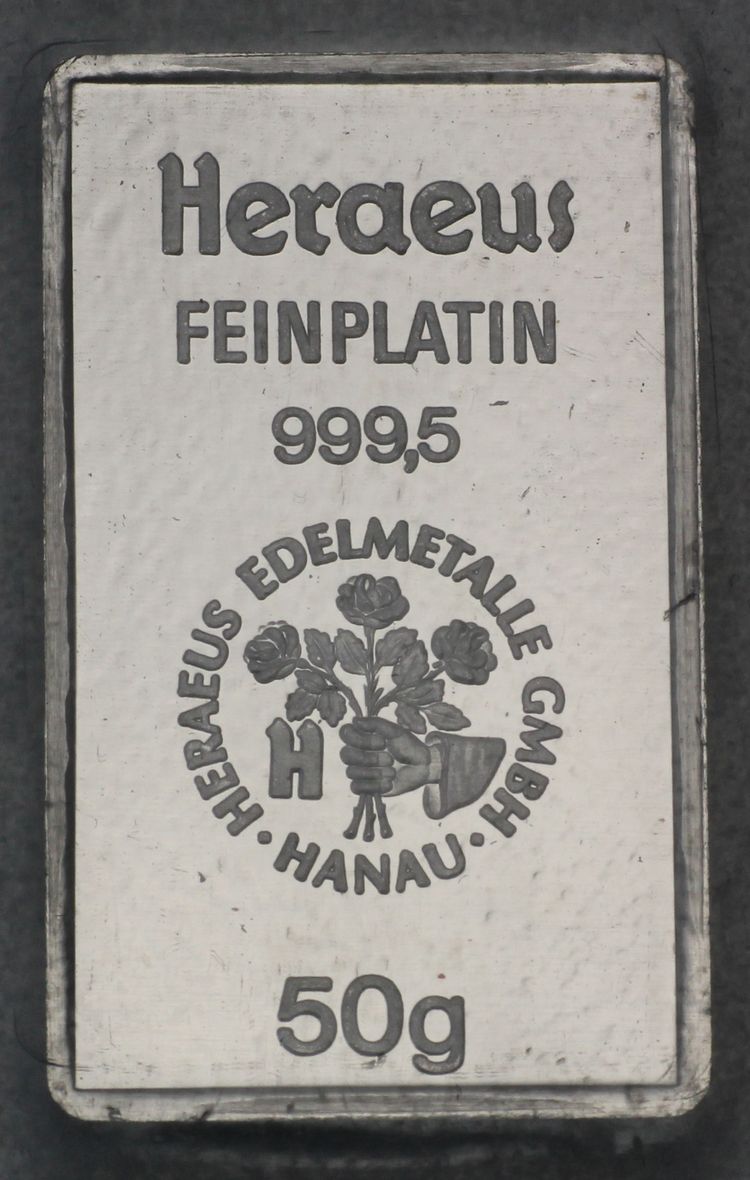 Heraeus
FEINPLATIN
999,5
HERAEUS EDELMETALLE GMBH
H
· HANAU ·
50g